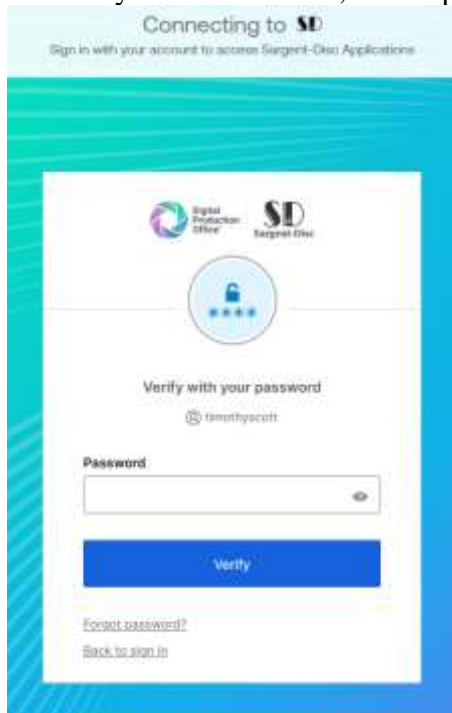 Connecting to SD
Sign in with your account to access Sargent-Disc Applications
Digital
Production
Office
SD
Sargent-Disc
****
Verify with your password
timothyscott
Password
Verify
Forgot password?
Back to sign in